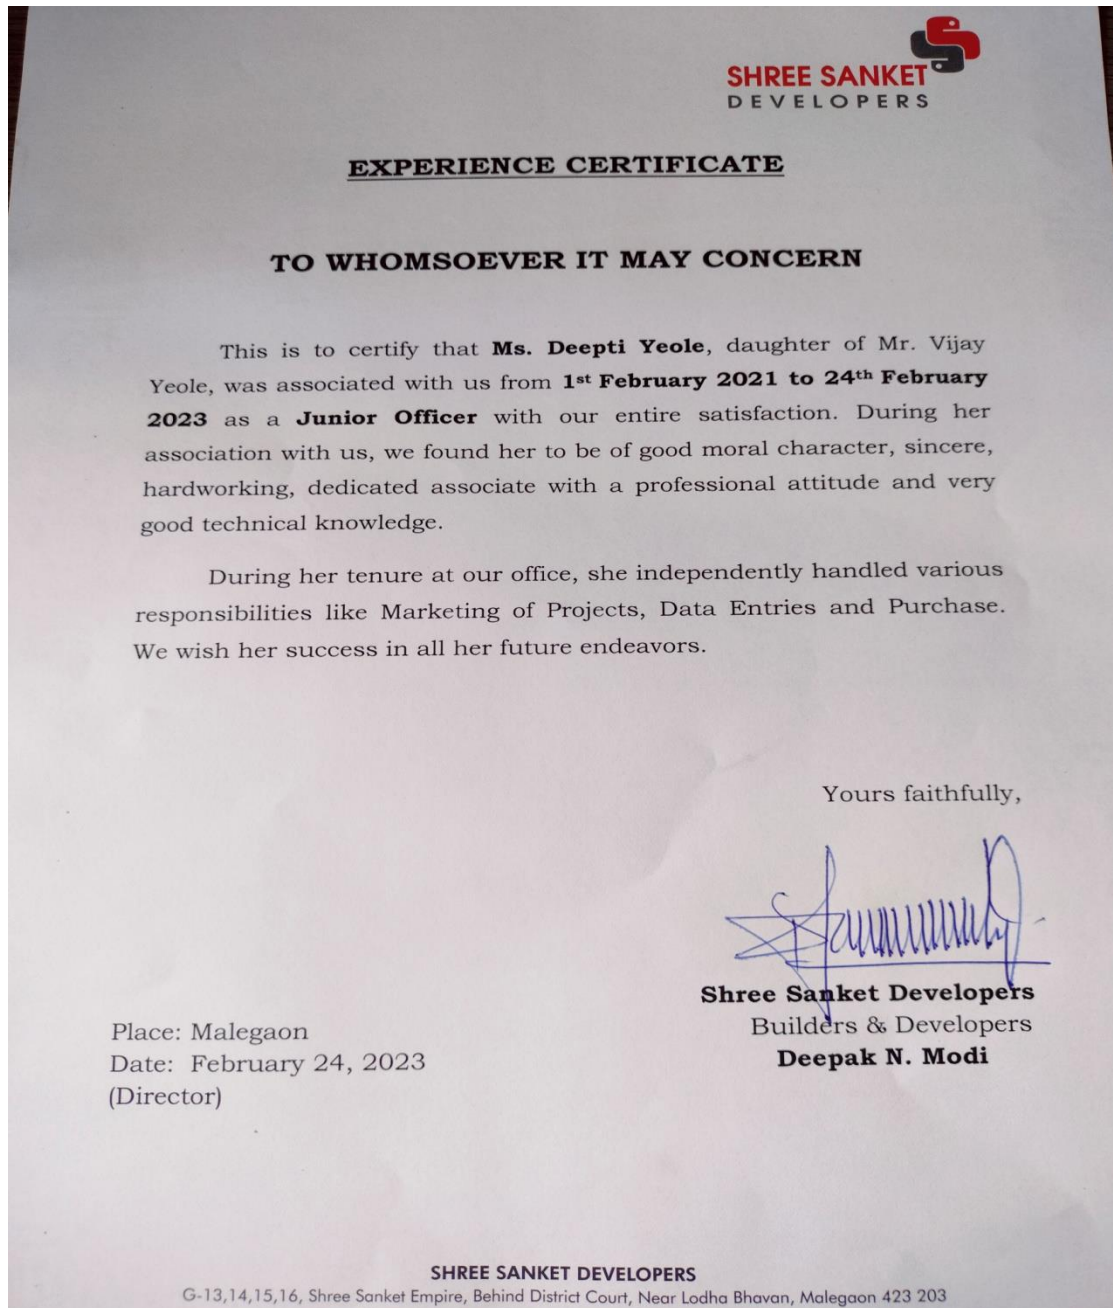 SHREE SANKET
DEVELOPERS
EXPERIENCE CERTIFICATE
TO WHOMSOEVER IT MAY CONCERN
This is to certify that Ms. Deepti Yeole, daughter of Mr. Vijay
Yeole, was associated with us from 1st February 2021 to 24th February
2023 as a Junior Officer with our entire satisfaction. During her
association with us, we found her to be of good moral character, sincere,
hardworking, dedicated associate with a professional attitude and very
good technical knowledge.
During her tenure at our office, she independently handled various
responsibilities like Marketing of Projects, Data Entries and Purchase.
We wish her success in all her future endeavors.
Yours faithfully,
Shree Sanket Developers
Builders & Developers
Deepak N. Modi
Place: Malegaon
Date: February 24, 2023
(Director)
SHREE SANKET DEVELOPERS
G-13,14,15,16, Shree Sanket Empire, Behind District Court, Near Lodha Bhavan, Malegaon 423 203